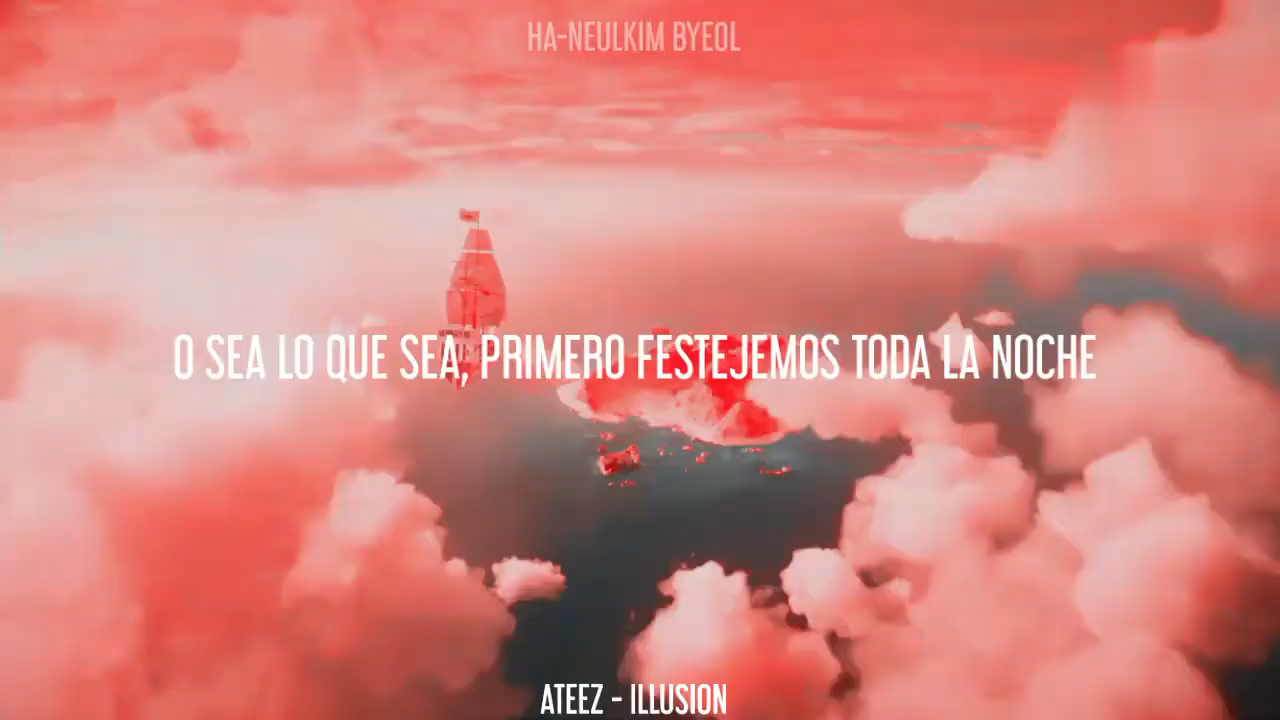 HA-NEULKIM BYEOL
O SEA LO QUE SEA, PRIMERO FESTEJEMOS TODA LA NOCHE
ATEEZ - ILLUSION